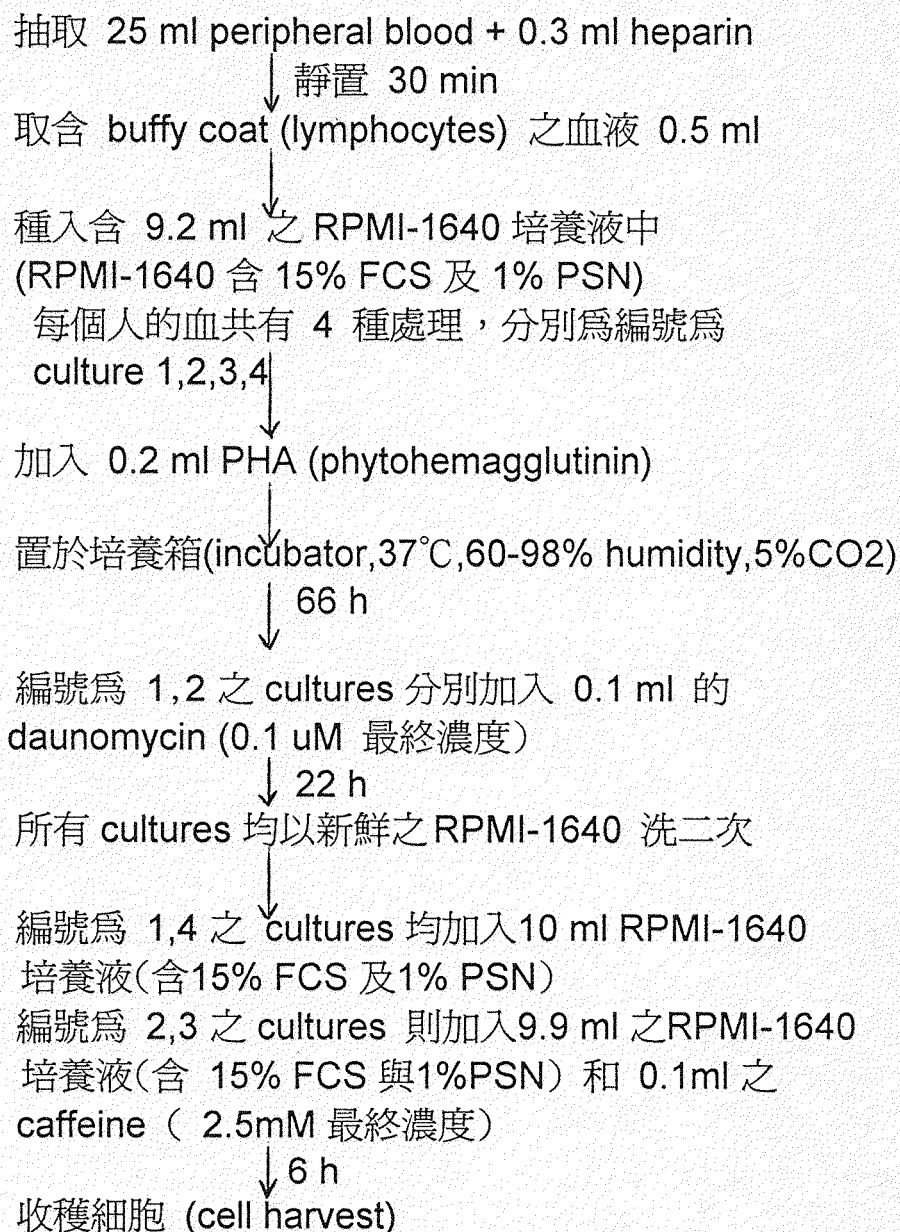 抽取 25 ml peripheral blood + 0.3 ml heparin
靜置 30 min
取含 buffy coat (lymphocytes) 之血液 0.5 ml
種入含 9.2 ml 之 RPMI-1640 培養液中
(RPMI-1640 含 15% FCS 及 1% PSN)
每個人的血共有 4 種處理，分別爲編號爲
culture 1,2,3,4
加入 0.2 ml PHA (phytohemagglutinin)
置於培養箱(incubator,37℃,60-98% humidity,5%CO2)
66 h
編號爲 1,2 之 cultures 分別加入 0.1 ml 的
daunomycin (0.1 uM 最終濃度）
22 h
所有 cultures 均以新鮮之RPMI-1640 洗二次
編號爲 1,4 之 cultures 均加入10 ml RPMI-1640
培養液（含15% FCS 及1% PSN）
編號爲 2,3 之 cultures 則加入9.9 ml 之RPMI-1640
培養液（含 15% FCS 與1%PSN）和 0.1ml 之
caffeine（ 2.5mM 最終濃度）
6 h
收穫細胞 (cell harvest)